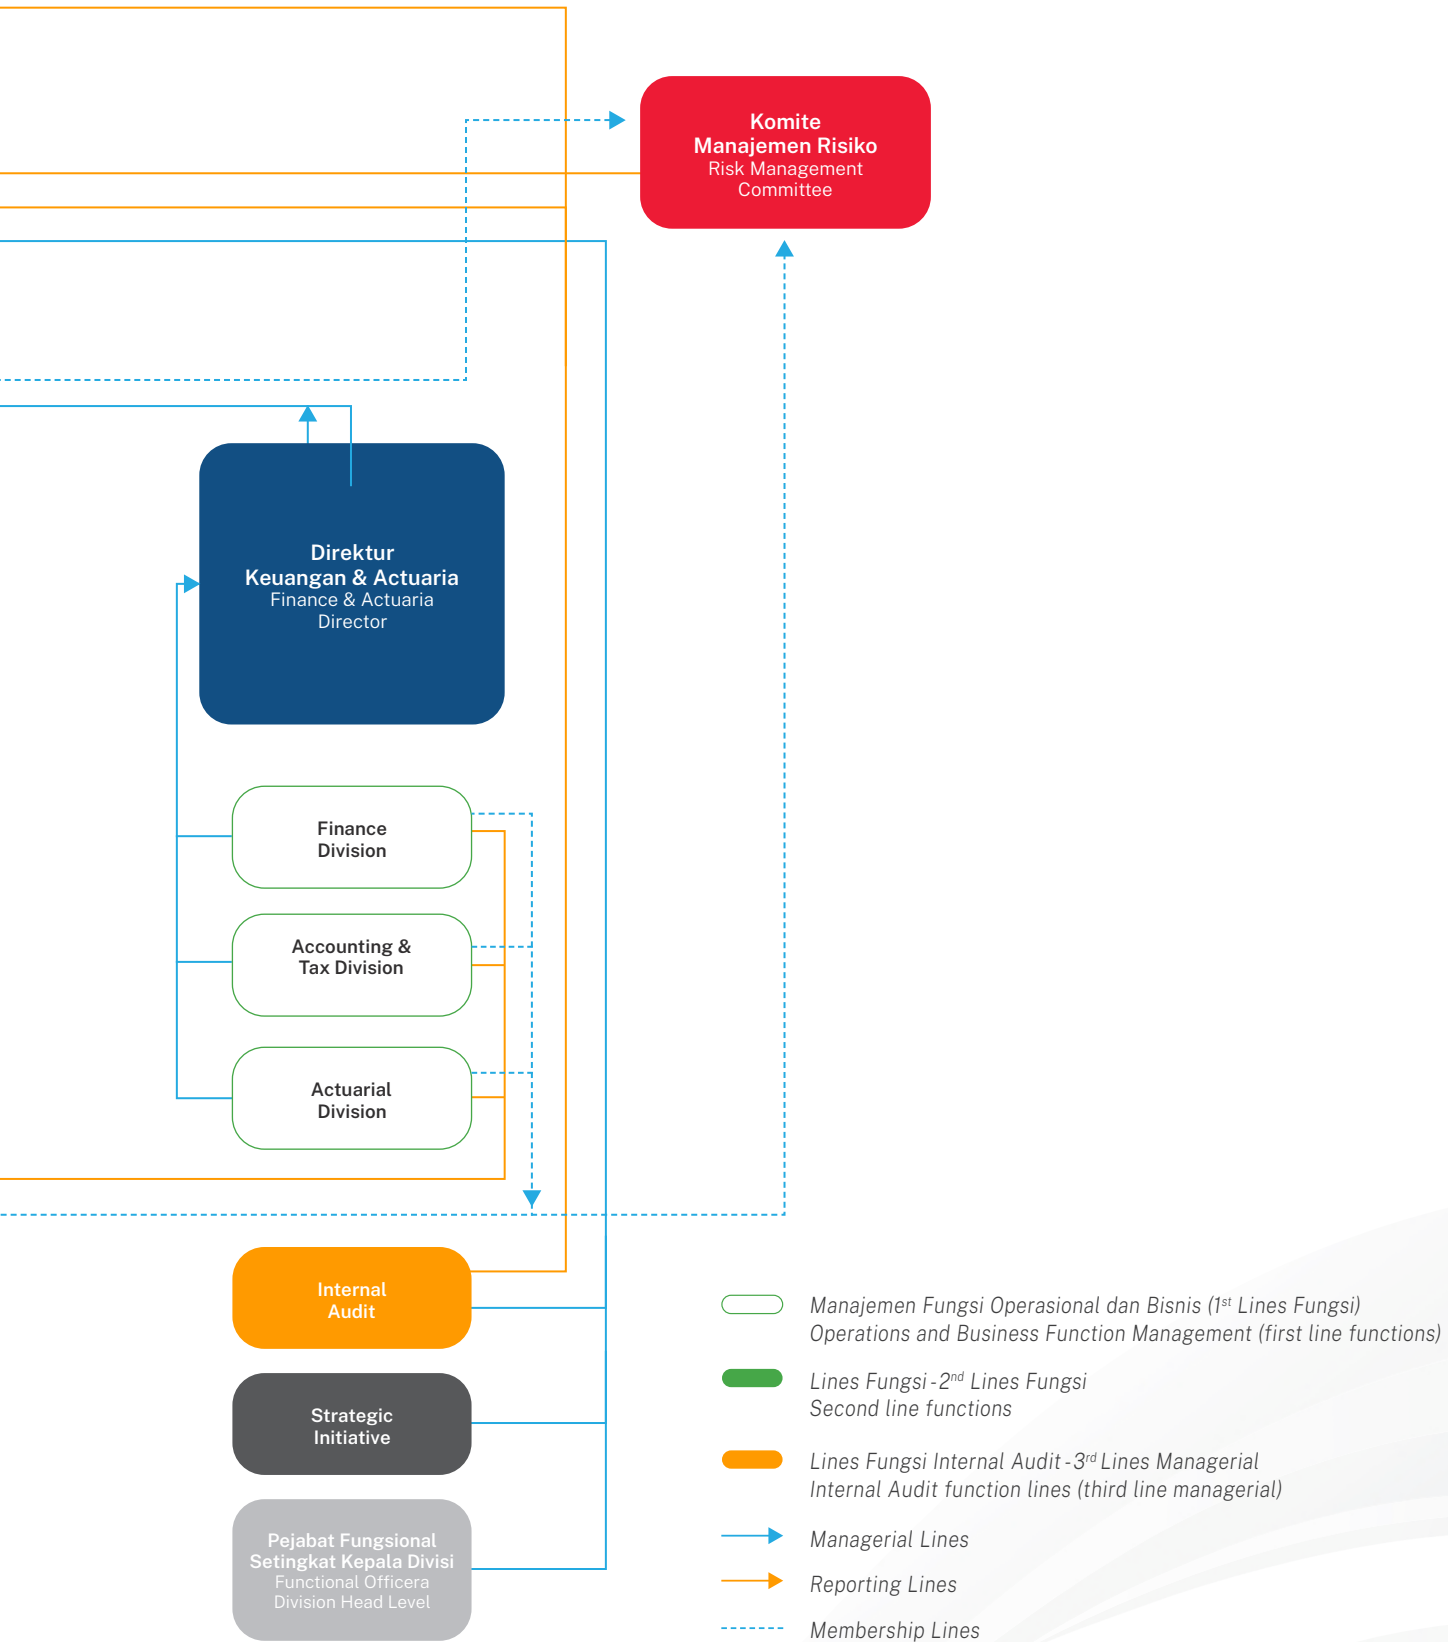 Komite
Manajemen Risiko
Risk Management
Committee
Direktur
Keuangan & Actuaria
Finance & Actuaria
Director
Finance
Division
Accounting &
Tax Division
Actuarial
Division
Internal
Audit
Strategic
Initiative
Pejabat Fungsional
Setingkat Kepala Divisi
Functional Officera
Division Head Level
Manajemen Fungsi Operasional dan Bisnis (1st Lines Fungsi)
Operations and Business Function Management (first line functions)
Lines Fungsi - 2nd Lines Fungsi
Second line functions
Lines Fungsi Internal Audit - 3rd Lines Managerial
Internal Audit function lines (third line managerial)
Managerial Lines
Reporting Lines
Membership Lines